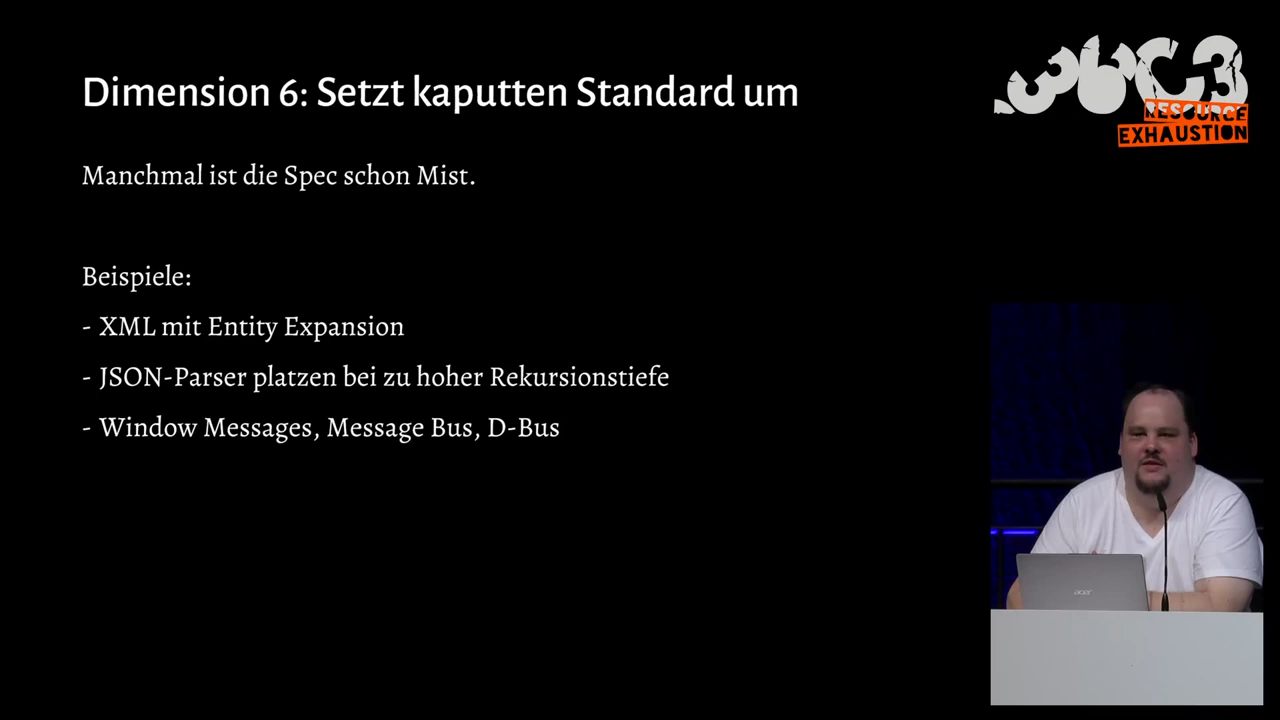 Dimension 6: Setzt kaputten Standard um
36C3
RESOURCE
EXHAUSTION
Manchmal ist die Spec schon Mist.
Beispiele:
- XML mit Entity Expansion
- JSON-Parser platzen bei zu hoher Rekursionstiefe
- Window Messages, Message Bus, D-Bus
acer